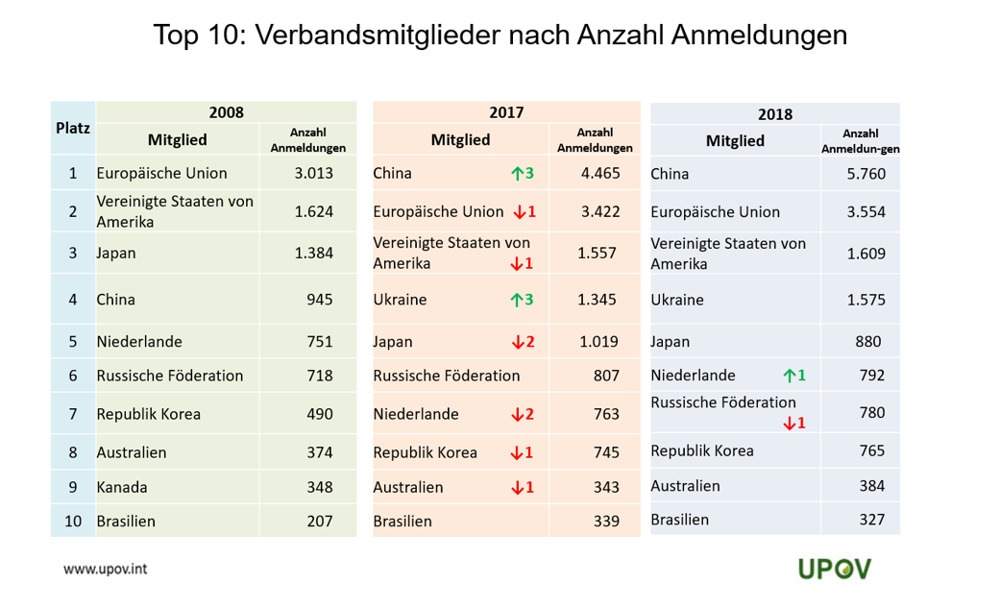 Top 10: Verbandsmitglieder nach Anzahl Anmeldungen
Platz
2008
Mitglied
Anzahl
Anmeldungen
2017
Mitglied
Anzahl
Anmeldungen
2018
Mitglied
Anzahl
Anmeldun-gen
1 Europäische Union 3.013 China ↑3 4.465 China 5.760
2 Vereinigte Staaten von
Amerika 1.624 Europäische Union ↓1 3.422 Europäische Union 3.554
3 Japan 1.384 Vereinigte Staaten von
Amerika ↓1 1.557 Vereinigte Staaten von
Amerika 1.609
4 China 945 Ukraine ↑3 1.345 Ukraine 1.575
5 Niederlande 751 Japan ↓2 1.019 Japan 880
6 Russische Föderation 718 Russische Föderation 807 Niederlande ↑1 792
7 Republik Korea 490 Niederlande ↓2 763 Russische Föderation
↓1 780
8 Australien 374 Republik Korea ↓1 745 Republik Korea 765
9 Kanada 348 Australien ↓1 343 Australien 384
10 Brasilien 207 Brasilien 339 Brasilien 327
www.upov.int
UPOV